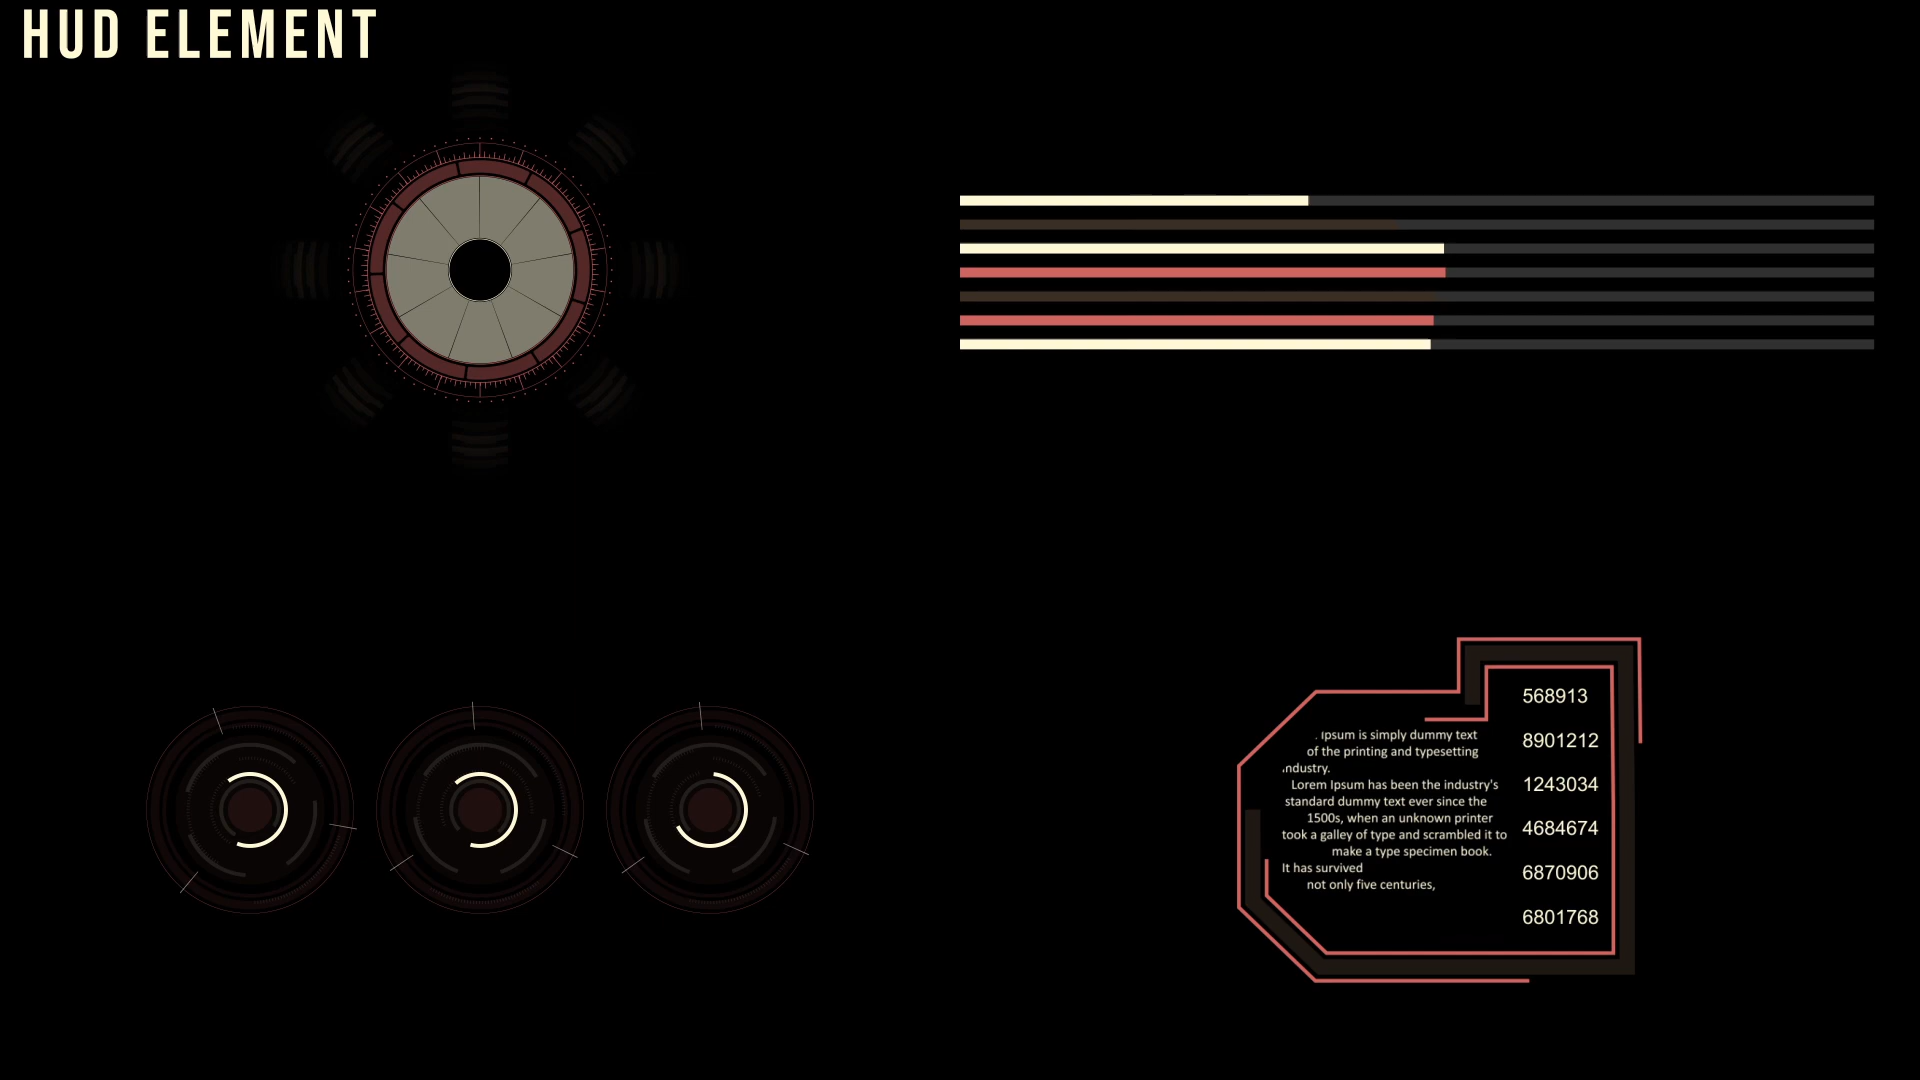 HUD ELEMENT
Ipsum is simply dummy text
of the printing and typesetting
industry.
Lorem Ipsum has been the industry's
standard dummy text ever since the
1500s, when an unknown printer
took a galley of type and scrambled it to
make a type specimen book.
It has survived
not only five centuries,
568913
8901212
1243034
4684674
6870906
6801768